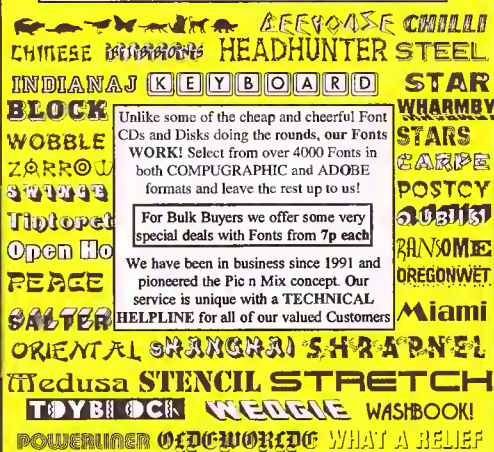 CHILLI
CHINESE HEADHUNTER STEEL
INDIANAJ KEYBOARD STAR
BLOCK
WHARMBY
WOBBLE
STARS
ZORROW
CARPE
SWINGE
POSTCY
Tiptopet
QUBIIST
Open Ho
RANSOME
PEACE
OREGONWET
SALTER
Miami
Unlike some of the cheap and cheerful Font
CDs and Disks doing the rounds, our Fonts
WORK! Select from over 4000 Fonts in
both COMPUGRAPHIC and ADOBE
formats and leave the rest up to us!
For Bulk Buyers we offer some very
special deals with Fonts from 7p each
We have been in business since 1991 and
pioneered the Pic n Mix concept. Our
service is unique with a TECHNICAL
HELPLINE for all of our valued Customers
ORIENTAL SHANGHAI SHRAPNEL
Medusa STENCIL STRETCH
TOYBLOCK WEDGIE WASHBOOK!
POWERLINER OLDEWORLDE WHAT A RELIEF